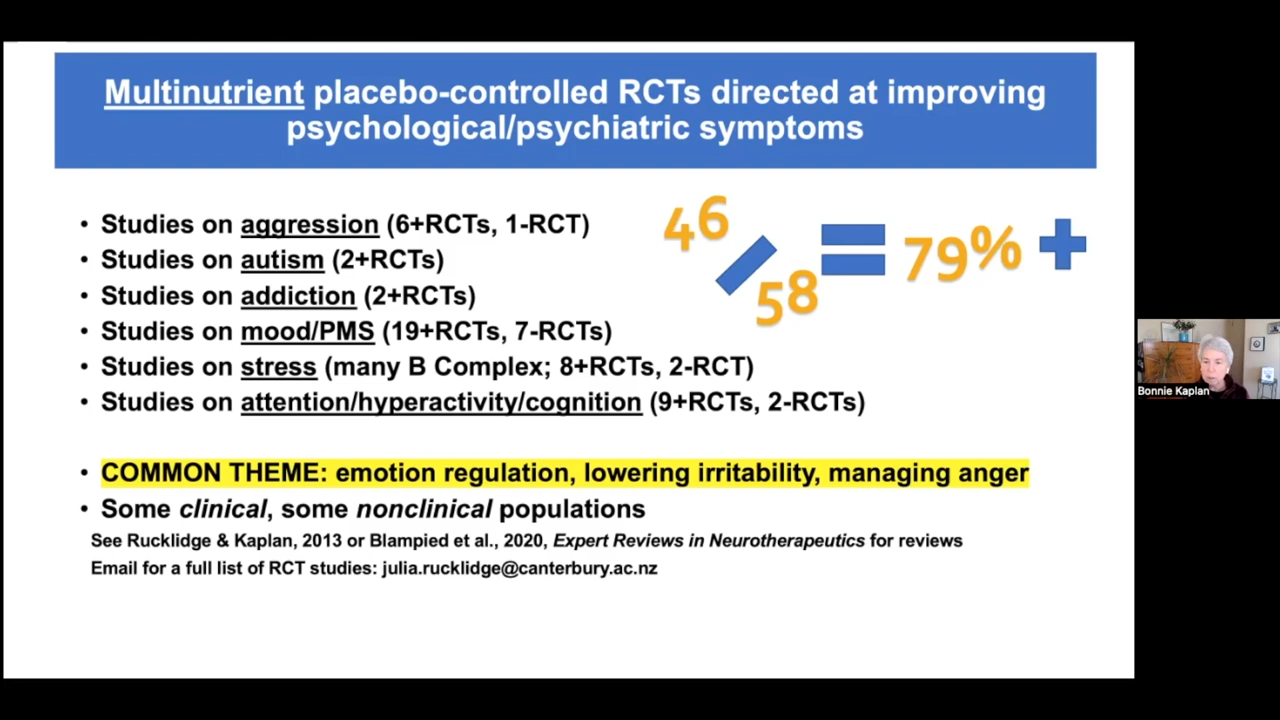 Multinutrient placebo-controlled RCTs directed at improving
psychological/psychiatric symptoms
• Studies on aggression (6+RCTs, 1-RCT)
• Studies on autism (2+RCTs)
• Studies on addiction (2+RCTs)
• Studies on mood/PMS (19+RCTs, 7-RCTs)
• Studies on stress (many B Complex; 8+RCTs, 2-RCT)
• Studies on attention/hyperactivity/cognition (9+RCTs, 2-RCTs)
46/58 = 79% +
• COMMON THEME: emotion regulation, lowering irritability, managing anger
• Some clinical, some nonclinical populations
See Rucklidge & Kaplan, 2013 or Blampied et al., 2020, Expert Reviews in Neurotherapeutics for reviews
Email for a full list of RCT studies: julia.rucklidge@canterbury.ac.nz
Bonnie Kaplan